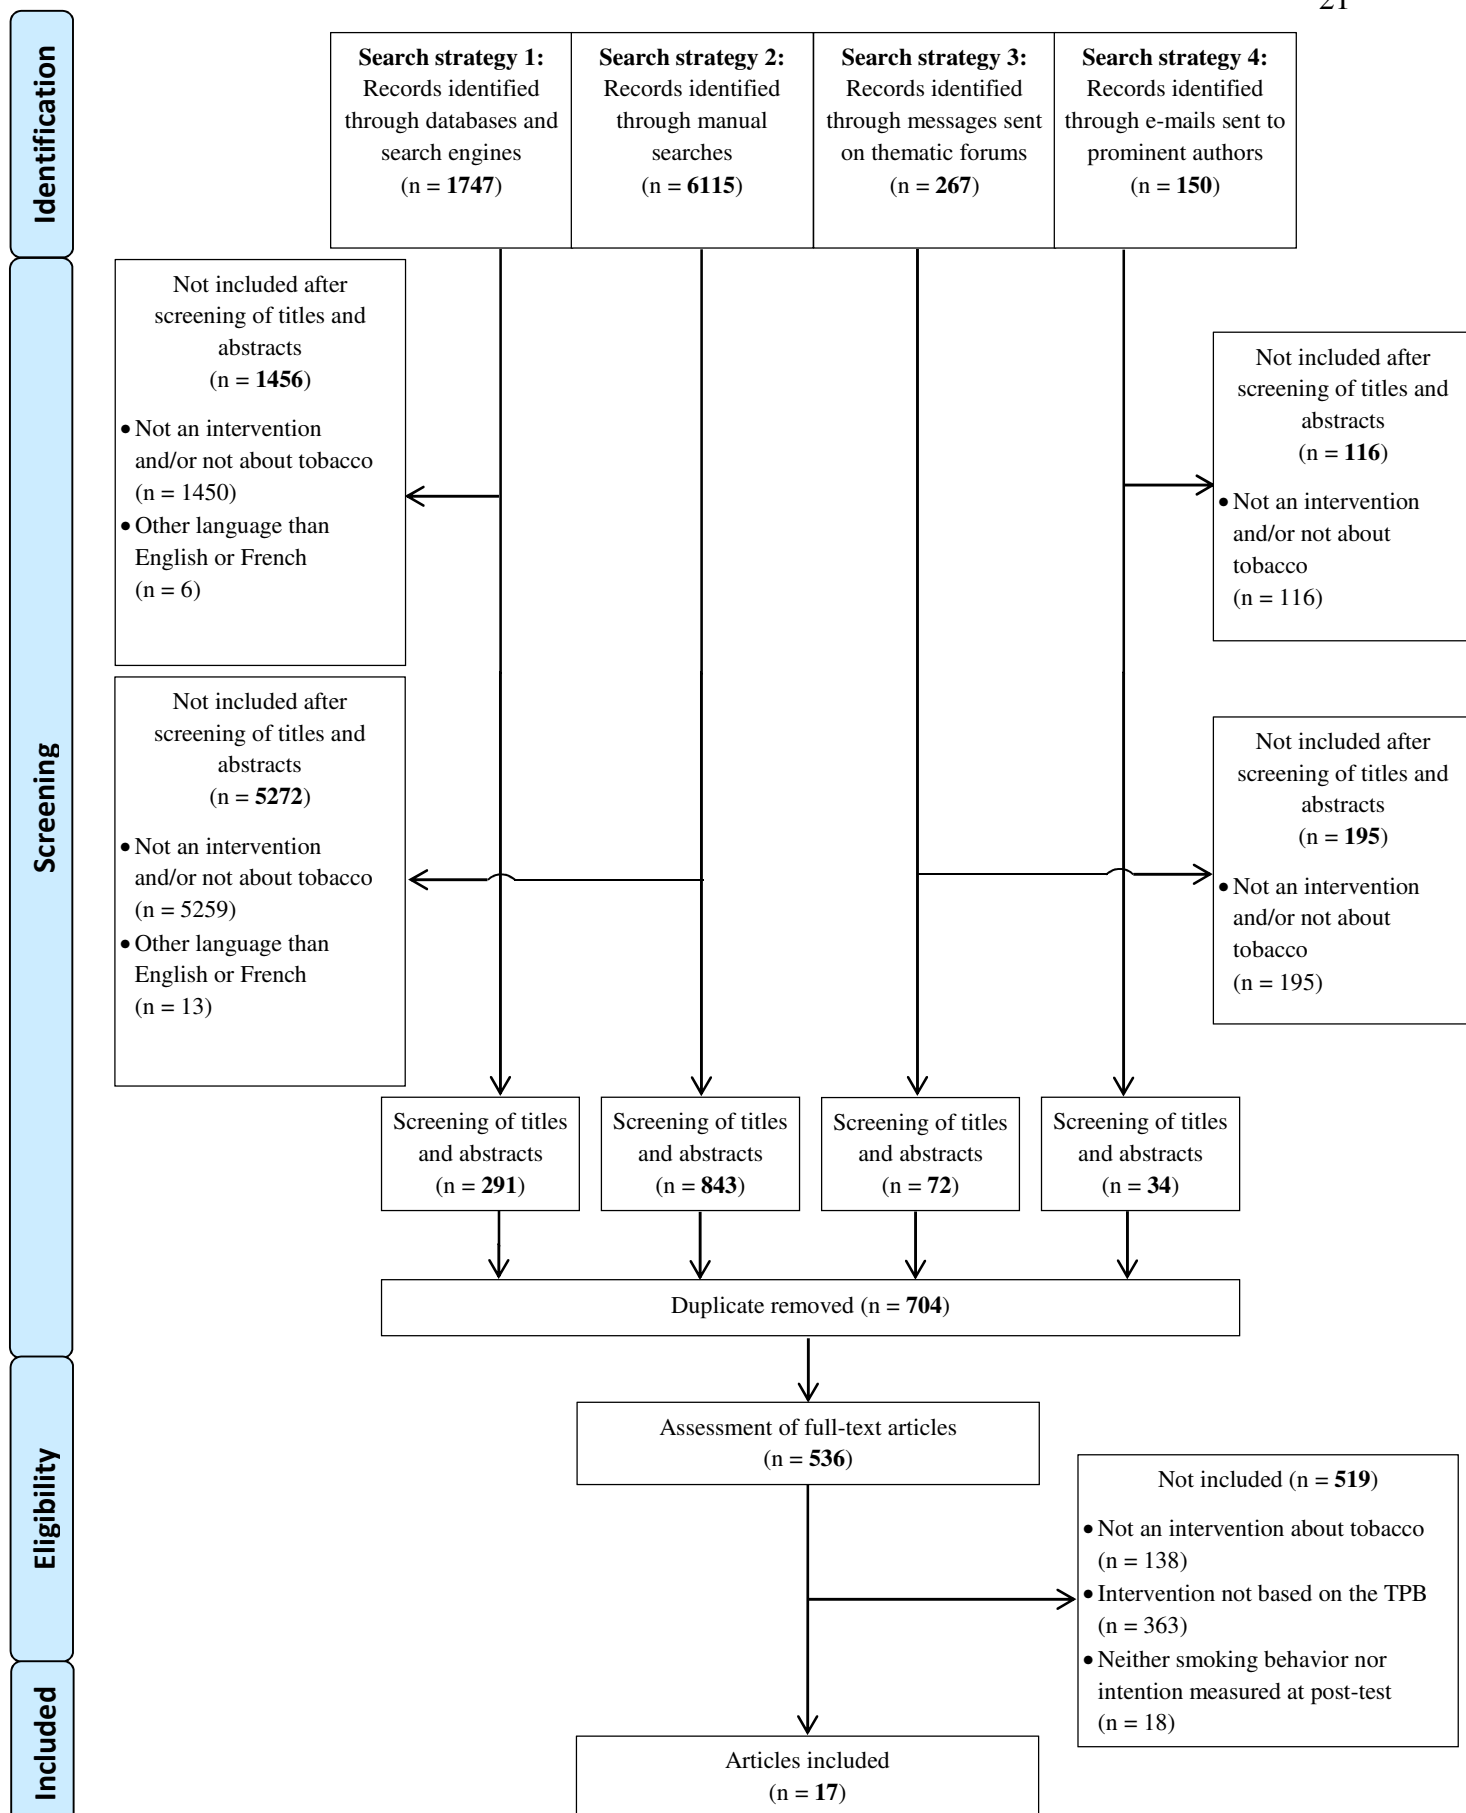 21
Identification
Search strategy 1:
Records identified
through databases and
search engines
(n = 1747)
Search strategy 2:
Records identified
through manual
searches
(n = 6115)
Search strategy 3:
Records identified
through messages sent
on thematic forums
(n = 267)
Search strategy 4:
Records identified
through e-mails sent to
prominent authors
(n = 150)
Screening
Not included after
screening of titles and
abstracts
(n = 1456)
• Not an intervention
and/or not about tobacco
(n = 1450)
• Other language than
English or French
(n = 6)
Not included after
screening of titles and
abstracts
(n = 116)
• Not an intervention
and/or not about
tobacco
(n = 116)
Not included after
screening of titles and
abstracts
(n = 5272)
• Not an intervention
and/or not about tobacco
(n = 5259)
• Other language than
English or French
(n = 13)
Not included after
screening of titles and
abstracts
(n = 195)
• Not an intervention
and/or not about
tobacco
(n = 195)
Screening of titles
and abstracts
(n = 291)
Screening of titles
and abstracts
(n = 843)
Screening of titles
and abstracts
(n = 72)
Screening of titles
and abstracts
(n = 34)
Duplicate removed (n = 704)
Eligibility
Assessment of full-text articles
(n = 536)
Not included (n = 519)
• Not an intervention about tobacco
(n = 138)
• Intervention not based on the TPB
(n = 363)
• Neither smoking behavior nor
intention measured at post-test
(n = 18)
Included
Articles included
(n = 17)